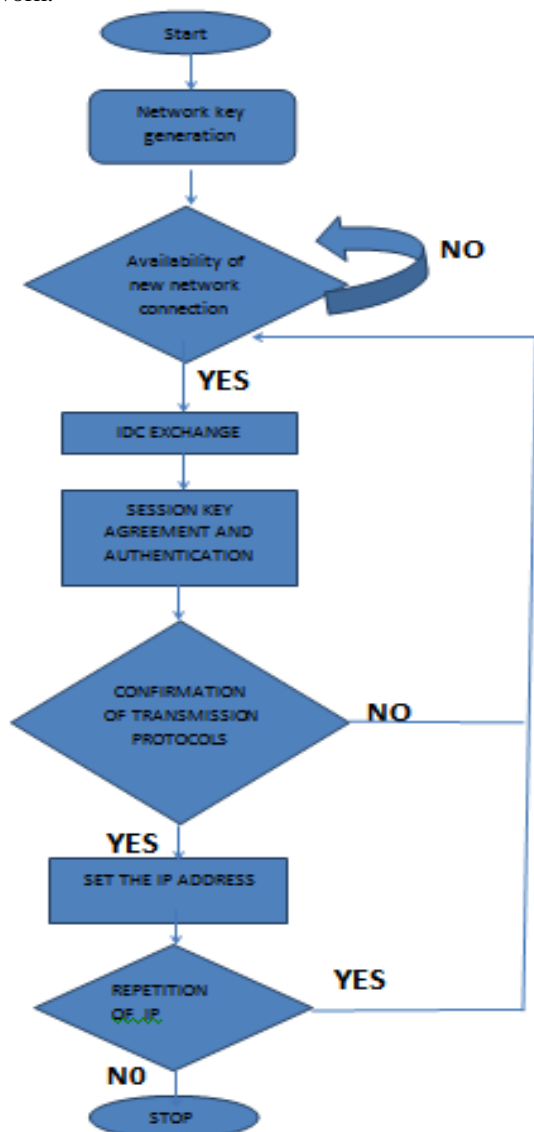 Start
Network key
generation
Availability of
new network
connection
NO
YES
IDC EXCHANGE
SESSION KEY
AGREEMENT AND
AUTHENTICATION
CONFIRMATION
OF TRANSMISSION
PROTOCOLS
NO
YES
SET THE IP ADDRESS
REPETITION
OF IP
YES
N0
STOP